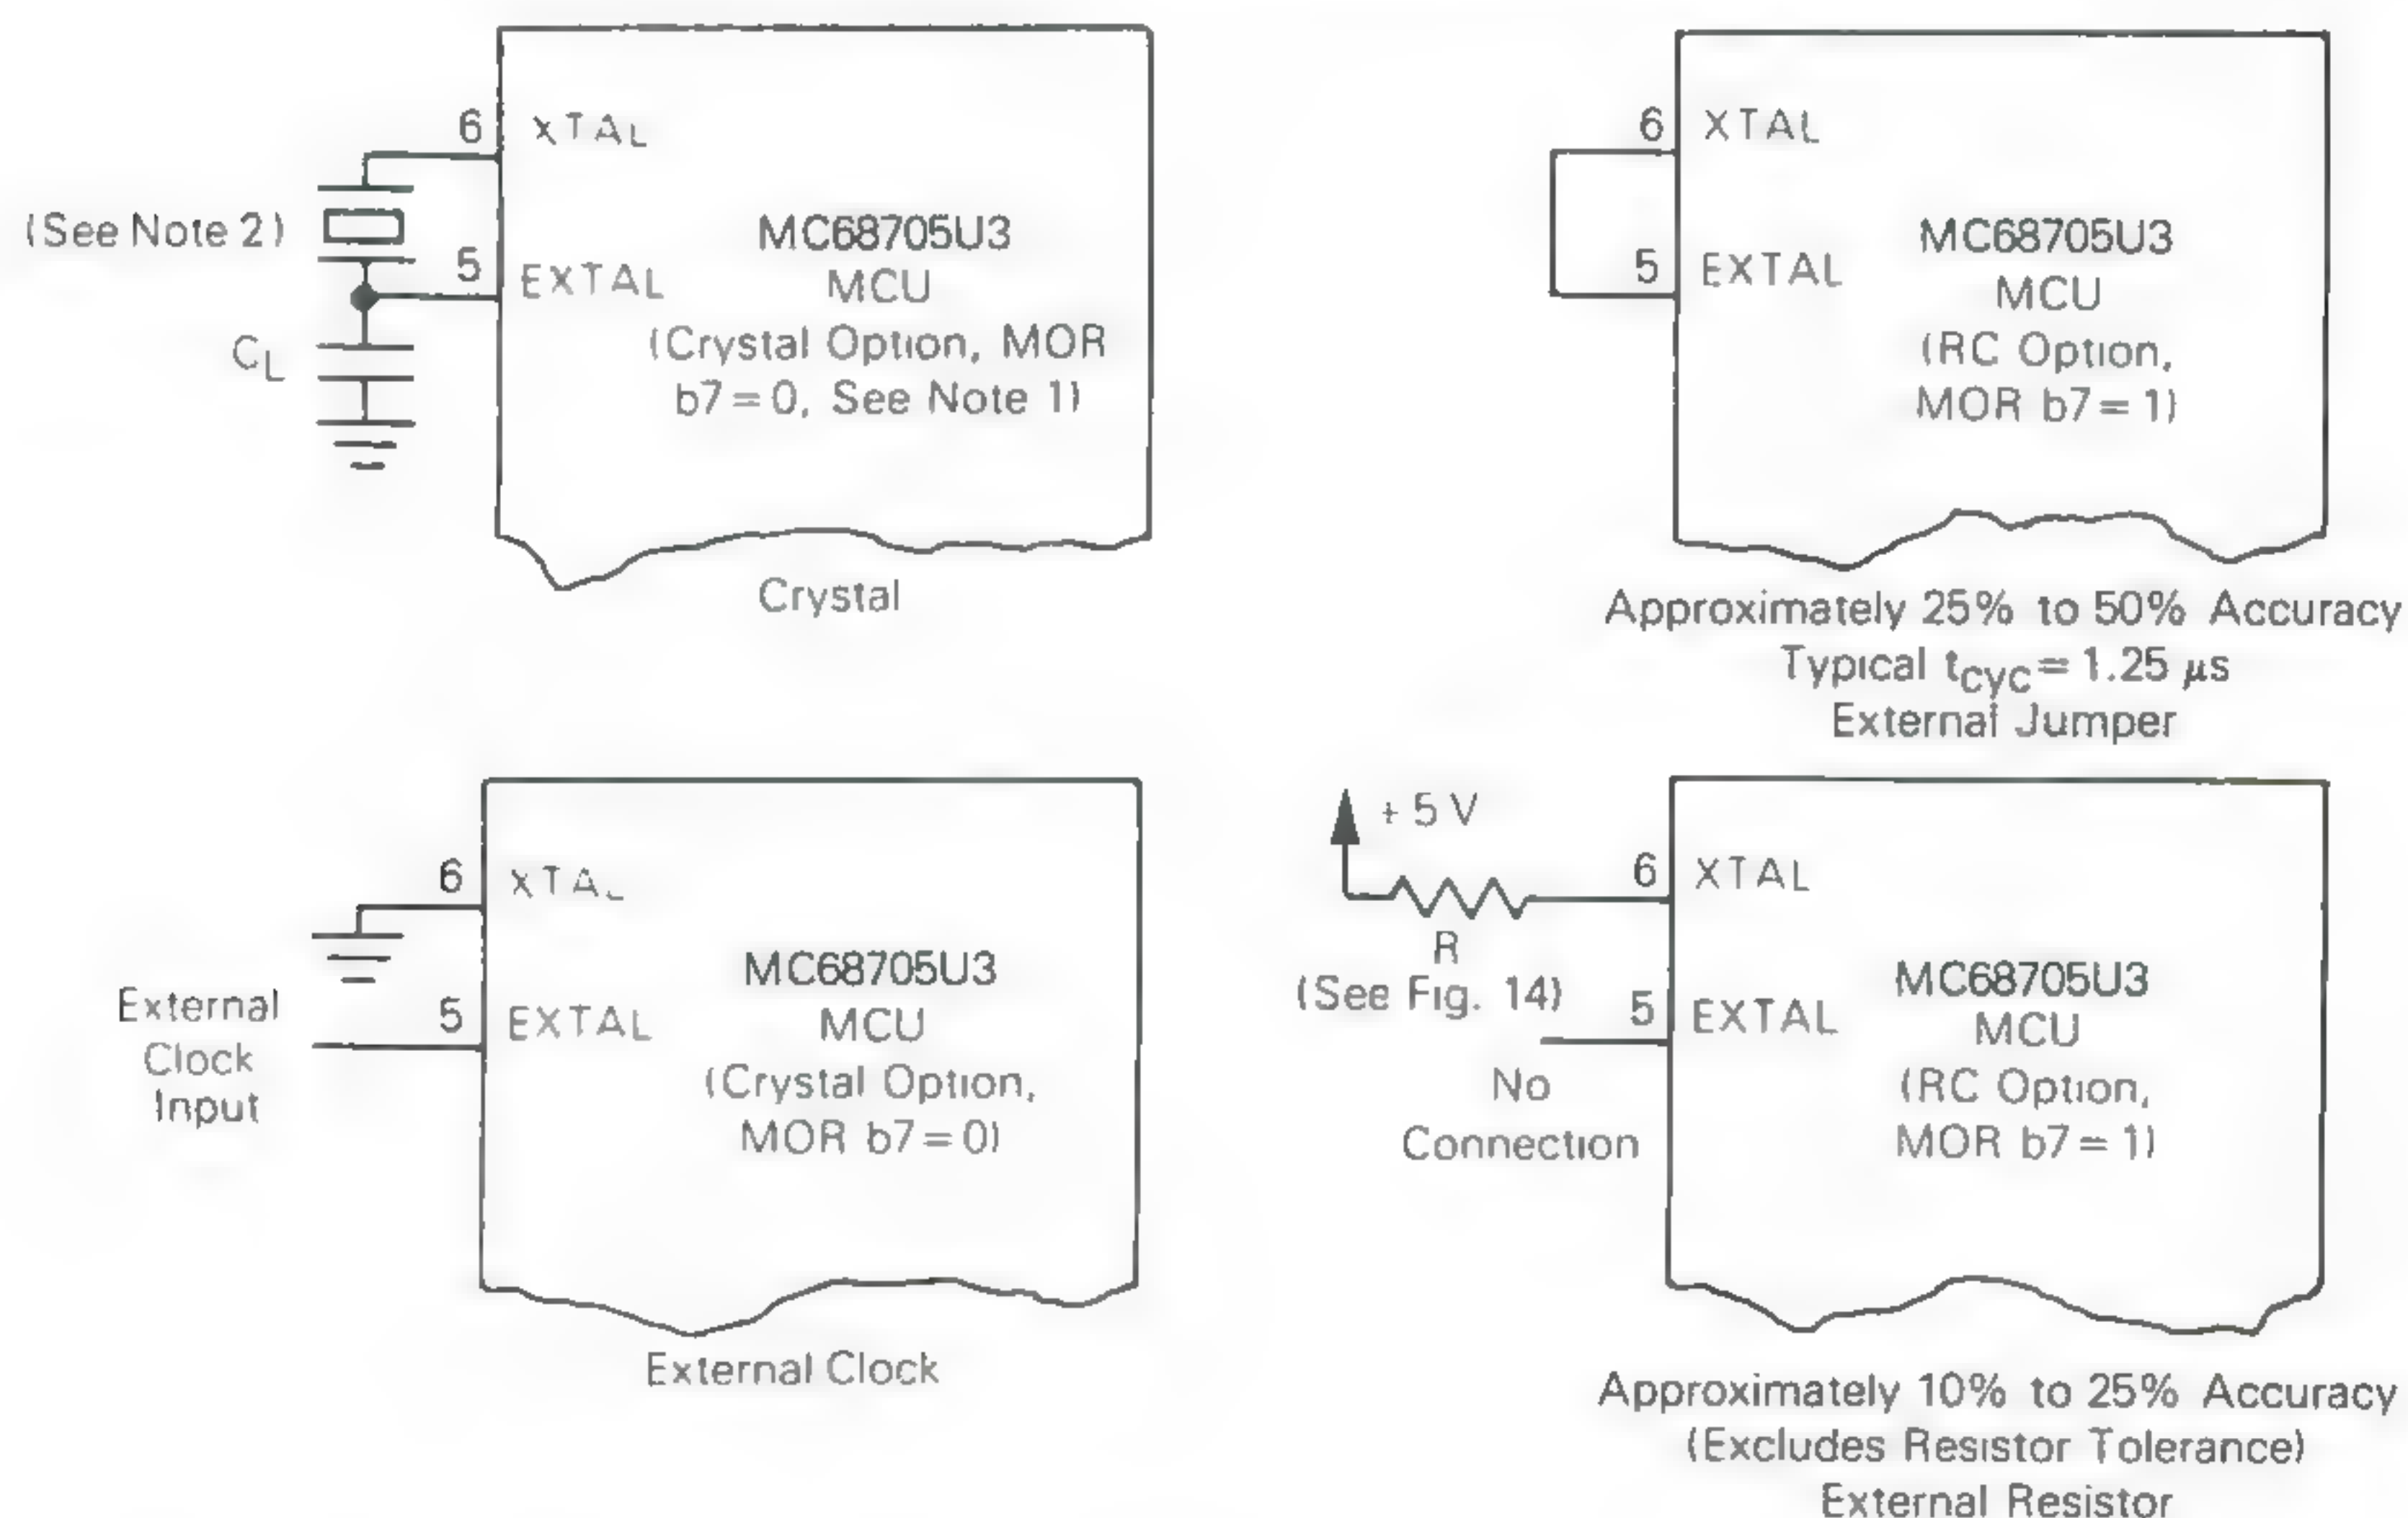 6 XTAL
(See Note 2)
5 EXTAL
CL
MC68705U3
MCU
(Crystal Option, MOR
b7=0, See Note 1)
Crystal
6 XTAL
5 EXTAL
MC68705U3
MCU
(RC Option,
MOR b7=1)
Approximately 25% to 50% Accuracy
Typical tcyc=1.25 μs
External Jumper
6 XTAL
External
Clock
Input
5 EXTAL
MC68705U3
MCU
(Crystal Option,
MOR b7=0)
External Clock
+5 V
6 XTAL
R
(See Fig. 14)
5 EXTAL
No
Connection
MC68705U3
MCU
(RC Option,
MOR b7=1)
Approximately 10% to 25% Accuracy
(Excludes Resistor Tolerance)
External Resistor